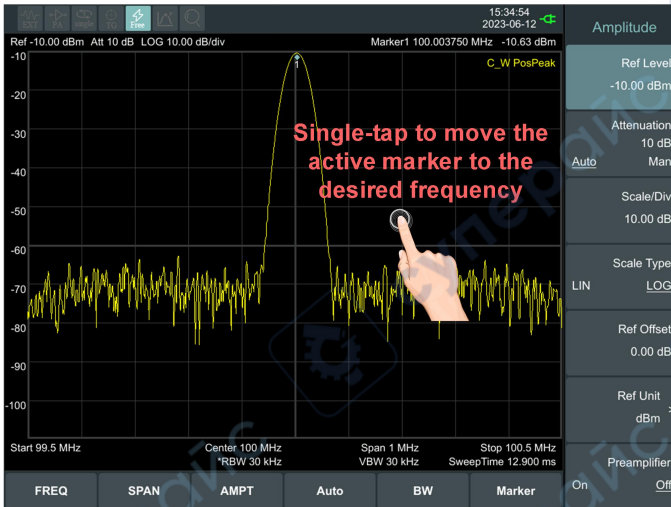 Free
15:34:54
2023-06-12
Ref -10.00 dBm Att 10 dB LOG 10.00 dB/div
Marker1 100.003750 MHz -10.63 dBm
C_W PosPeak
1
-10
-20
-30
-40
-50
-60
-70
-80
-90
-100
Single-tap to move the
active marker to the
desired frequency
Start 99.5 MHz
Center 100 MHz
Span 1 MHz
Stop 100.5 MHz
*RBW 30 kHz
VBW 30 kHz
SweepTime 12.900 ms
FREQ
SPAN
AMPT
Auto
BW
Marker
Amplitude
Ref Level
-10.00 dBm
Attenuation
10 dB
Auto Man
Scale/Div
10.00 dB
Scale Type
LIN LOG
Ref Offset
0.00 dB
Ref Unit
dBm
Preamplifier
On Off